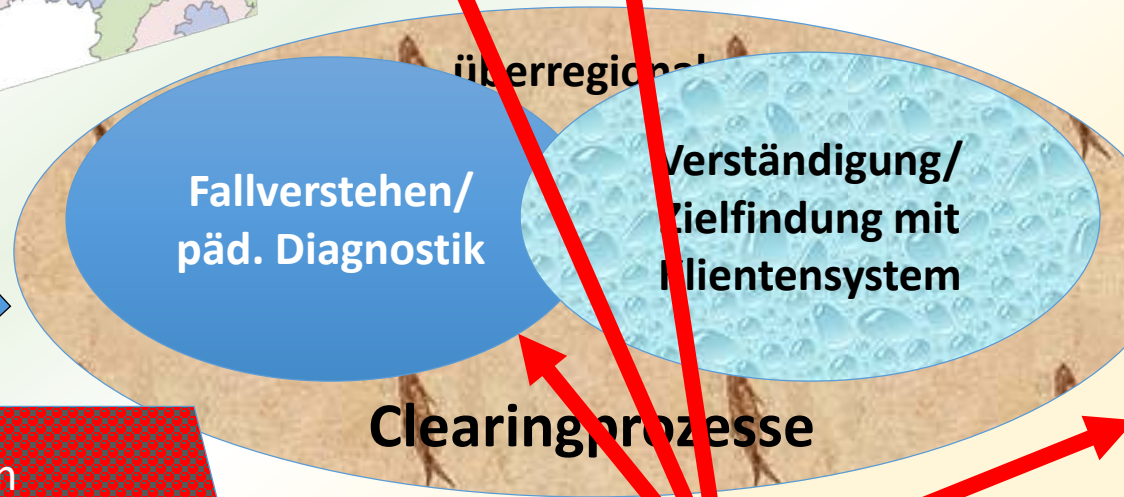 überregional
Fallverstehen/
päd. Diagnostik
Verständigung/
Zielfindung mit
Klientensystem
Clearingprozesse
n